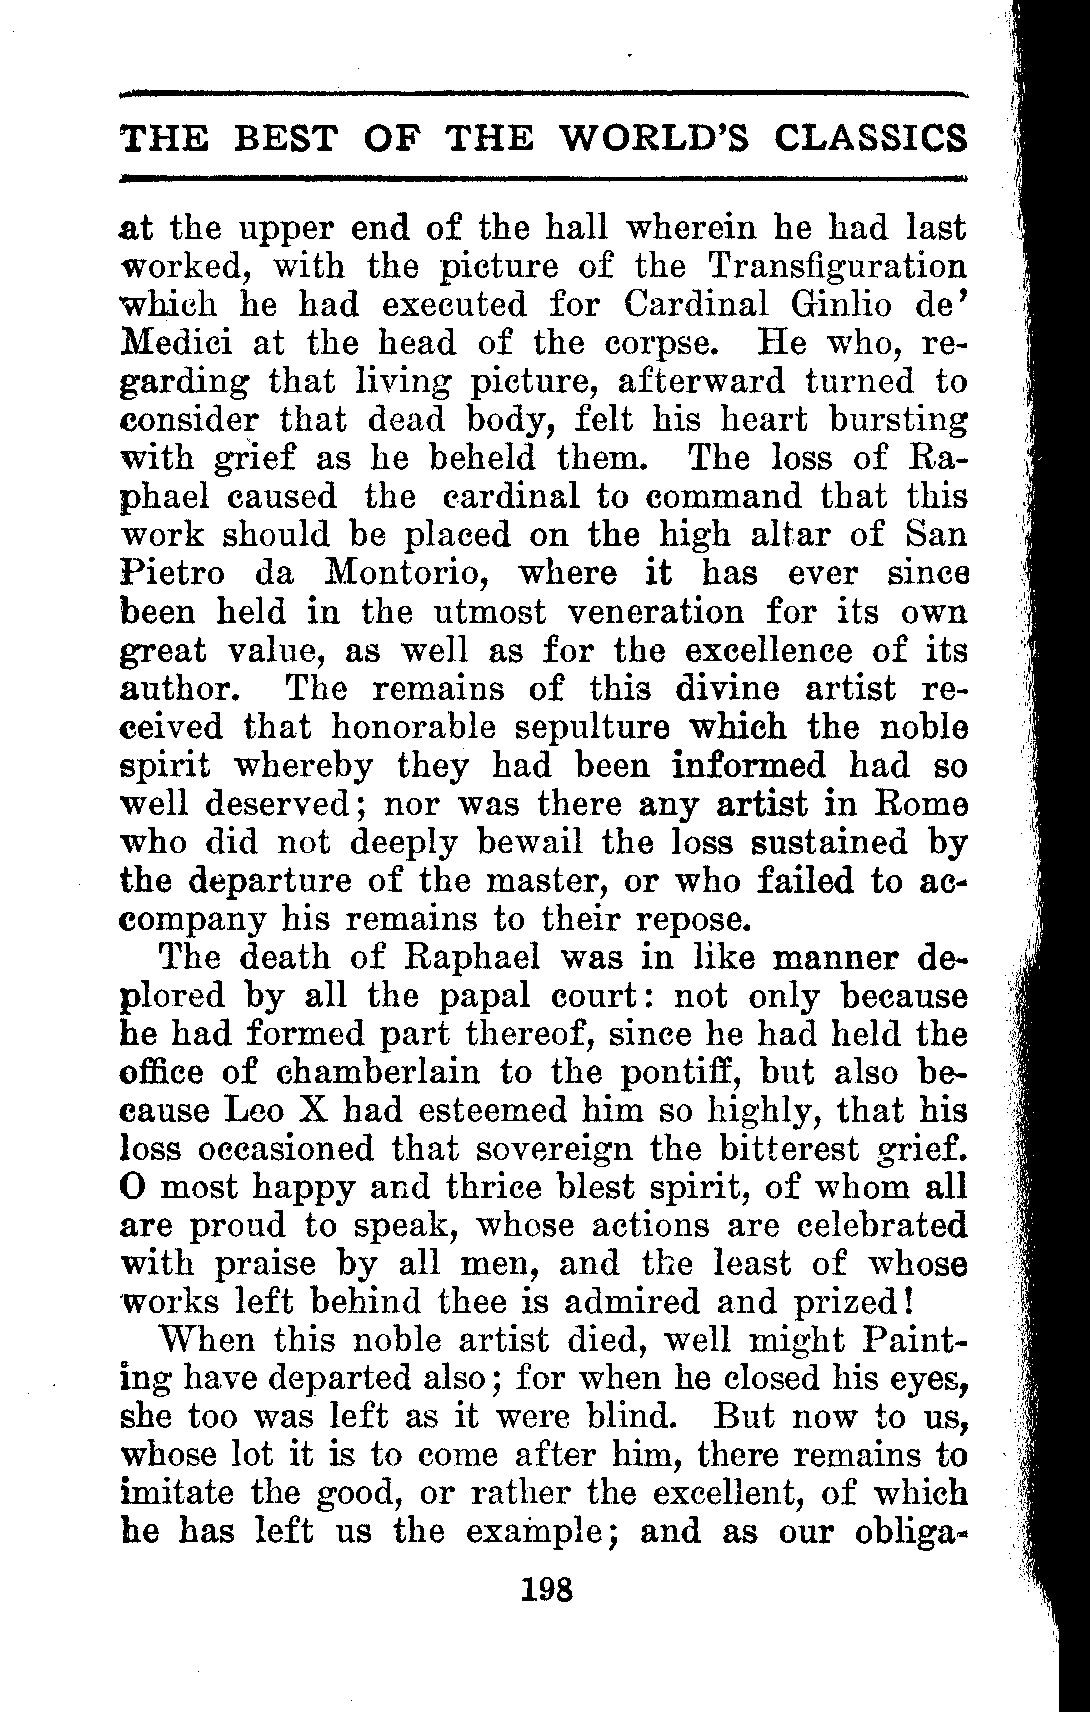 THE BEST OF THE WORLD'S CLASSICS
at the upper end of the hall wherein he had last
worked, with the picture of the Transfiguration
which he had executed for Cardinal Ginlio de'
Medici at the head of the corpse. He who, re-
garding that living picture, afterward turned to
consider that dead body, felt his heart bursting
with grief as he beheld them. The loss of Ra-
phael caused the cardinal to command that this
work should be placed on the high altar of San
Pietro da Montorio, where it has ever since
been held in the utmost veneration for its own
great value, as well as for the excellence of its
author. The remains of this divine artist re-
ceived that honorable sepulture which the noble
spirit whereby they had been informed had so
well deserved; nor was there any artist in Rome
who did not deeply bewail the loss sustained by
the departure of the master, or who failed to ac-
company his remains to their repose.
The death of Raphael was in like manner de-
plored by all the papal court: not only because
he had formed part thereof, since he had held the
office of chamberlain to the pontiff, but also be-
cause Leo X had esteemed him so highly, that his
loss occasioned that sovereign the bitterest grief.
O most happy and thrice blest spirit, of whom all
are proud to speak, whose actions are celebrated
with praise by all men, and the least of whose
works left behind thee is admired and prized!
When this noble artist died, well might Paint-
ing have departed also; for when he closed his eyes,
she too was left as it were blind. But now to us,
whose lot it is to come after him, there remains to
imitate the good, or rather the excellent, of which
he has left us the example; and as our obliga-
198